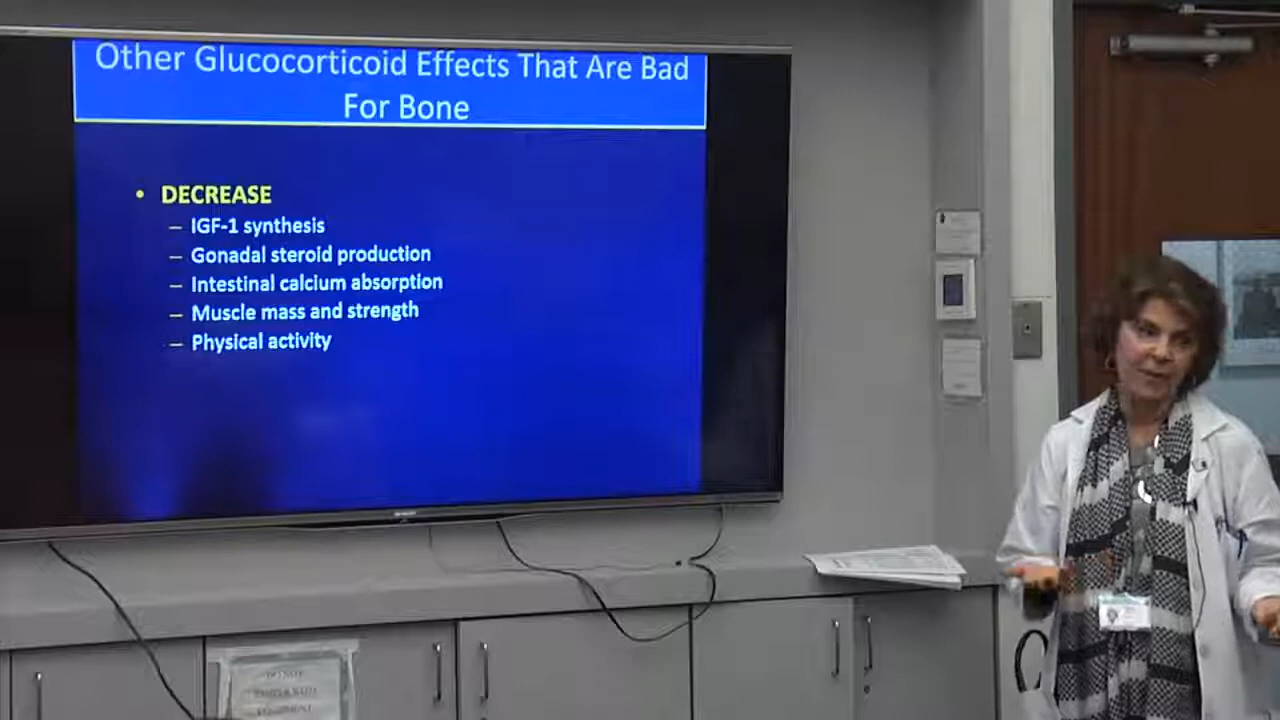 Other Glucocorticoid Effects That Are Bad
For Bone
• DECREASE
– IGF-1 synthesis
– Gonadal steroid production
– Intestinal calcium absorption
– Muscle mass and strength
– Physical activity